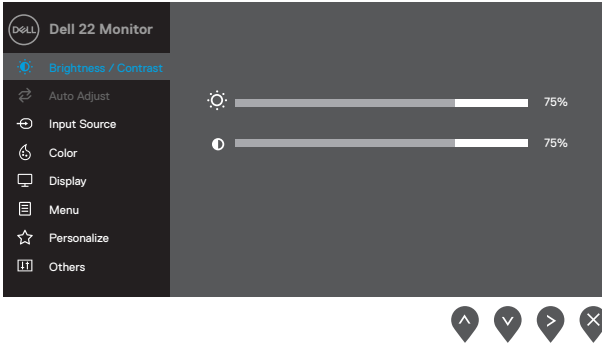 DELL Dell 22 Monitor
Brightness / Contrast
Auto Adjust
75%
Input Source
75%
Color
Display
Menu
Personalize
Others